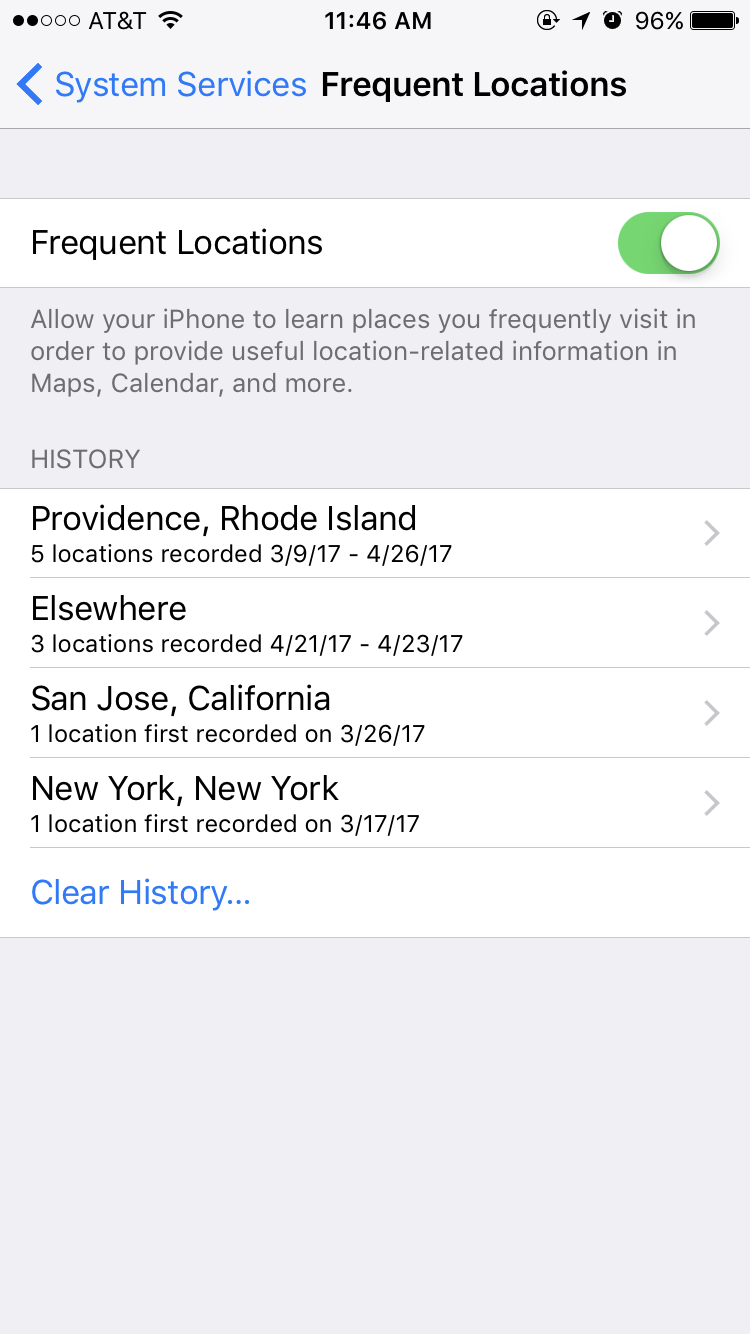 AT&T 11:46 AM 96%
System Services Frequent Locations
Frequent Locations
Allow your iPhone to learn places you frequently visit in
order to provide useful location-related information in
Maps, Calendar, and more.
HISTORY
Providence, Rhode Island
5 locations recorded 3/9/17 - 4/26/17
Elsewhere
3 locations recorded 4/21/17 - 4/23/17
San Jose, California
1 location first recorded on 3/26/17
New York, New York
1 location first recorded on 3/17/17
Clear History...